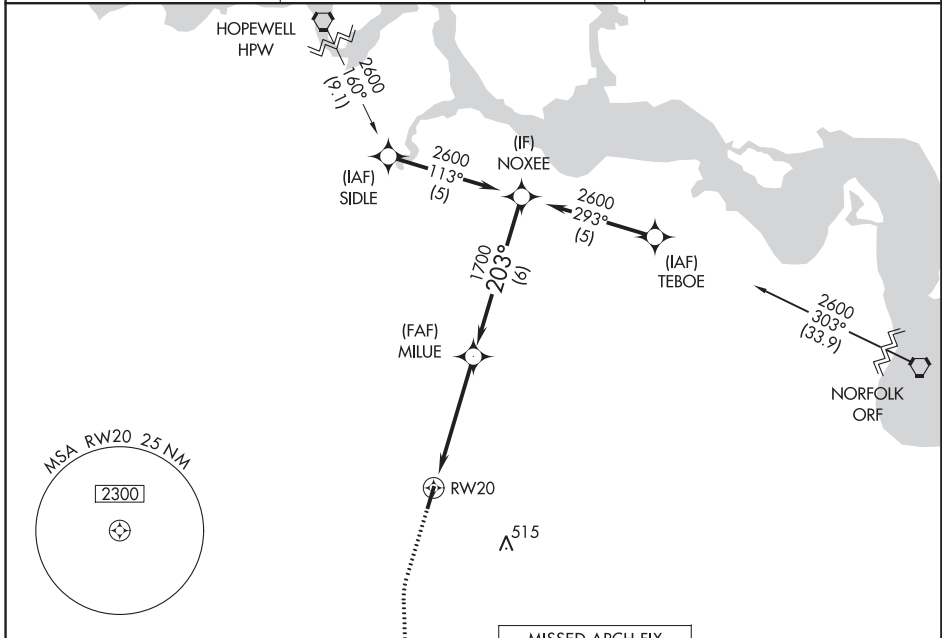 HOPEWELL
HPW
2600
160°
(9.1)
(IAF)
SIDLE
2600
113°
(5)
(IF)
NOXEE
2600
293°
(5)
(IAF)
TEBOE
1700
203°
(6)
2600
303°
(33.9)
(FAF)
MILUE
NORFOLK
ORF
MSA RW20 25 NM
2300
RW20
515
MISSED APCH FIX